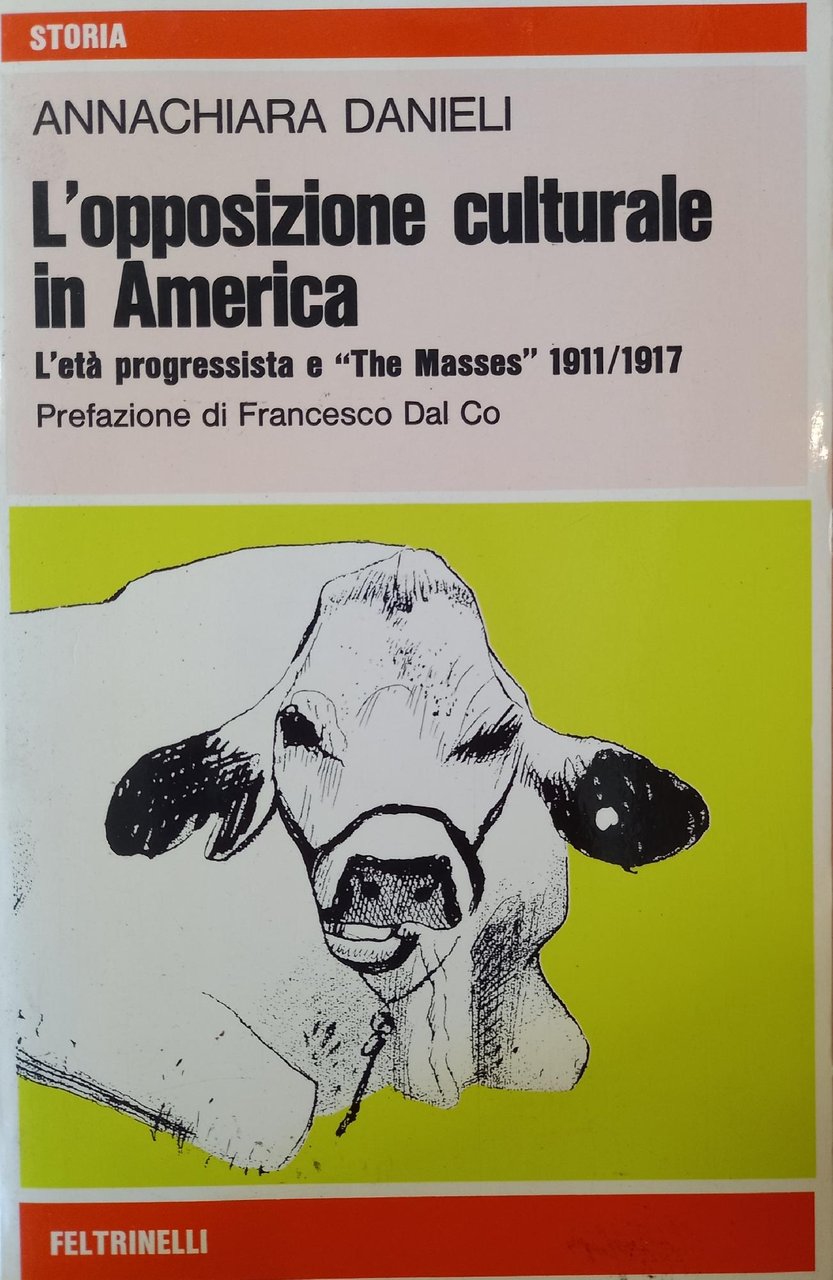 STORIA
ANNACHIARA DANIELI
L'opposizione culturale
in America
L'età progressista e “The Masses” 1911/1917
Prefazione di Francesco Dal Co
FELTRINELLI